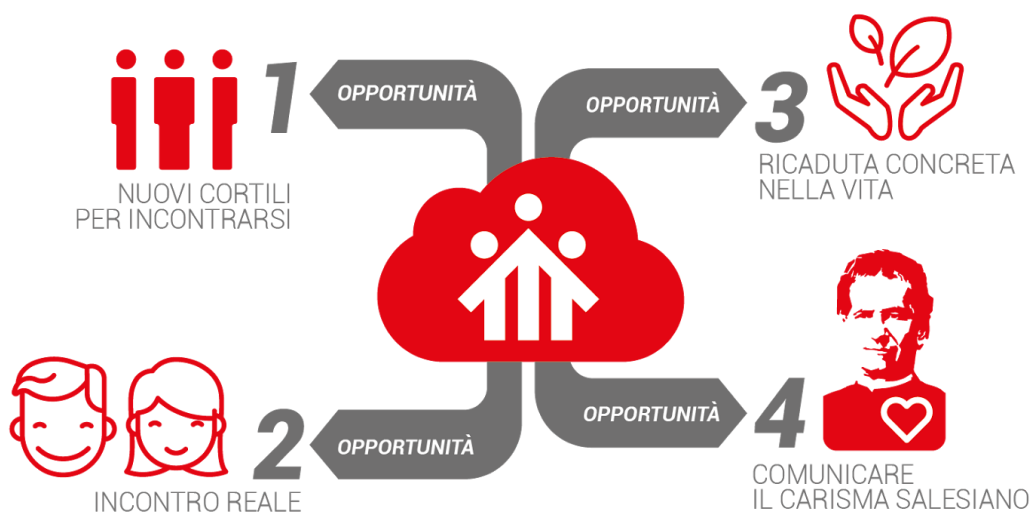 1
OPPORTUNITÀ
NUOVI CORTILI
PER INCONTRARSI
2
OPPORTUNITÀ
INCONTRO REALE
OPPORTUNITÀ
3
RICADUTA CONCRETA
NELLA VITA
OPPORTUNITÀ
4
COMUNICARE
IL CARISMA SALESIANO